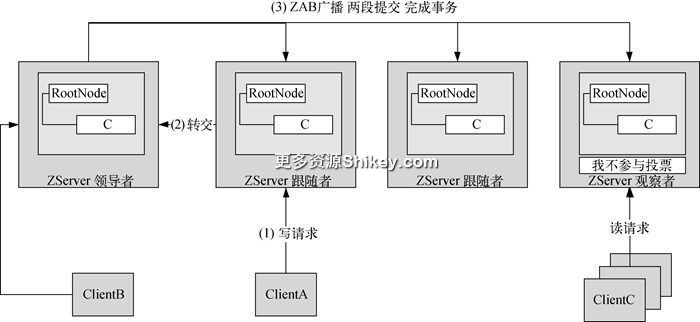 (3) ZAB广播 两段提交 完成事务
RootNode
C
ZServer 领导者
(2) 转交
RootNode
C
ZServer 跟随者
RootNode
C
ZServer 跟随者
RootNode
C
我不参与投票
ZServer 观察者
更多资源Shikey.com
(1) 写请求
读请求
ClientB
ClientA
ClientC